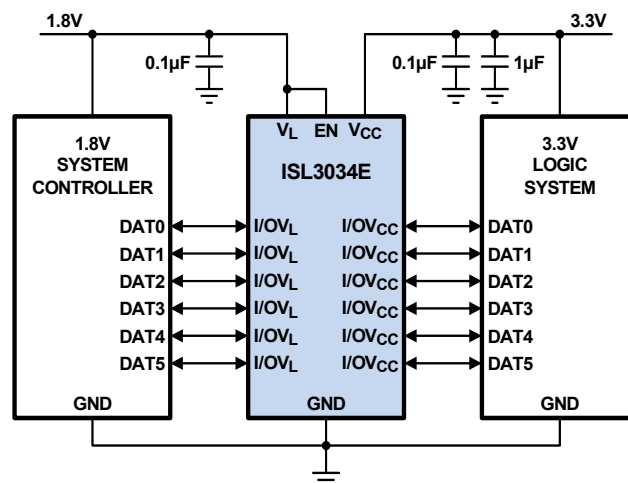 1.8V
3.3V
0.1µF
0.1µF
1µF
VL EN VCC
1.8V
SYSTEM
CONTROLLER
ISL3034E
3.3V
LOGIC
SYSTEM
DAT0 I/OVL I/OVCC DAT0
DAT1 I/OVL I/OVCC DAT1
DAT2 I/OVL I/OVCC DAT2
DAT3 I/OVL I/OVCC DAT3
DAT4 I/OVL I/OVCC DAT4
DAT5 I/OVL I/OVCC DAT5
GND GND GND